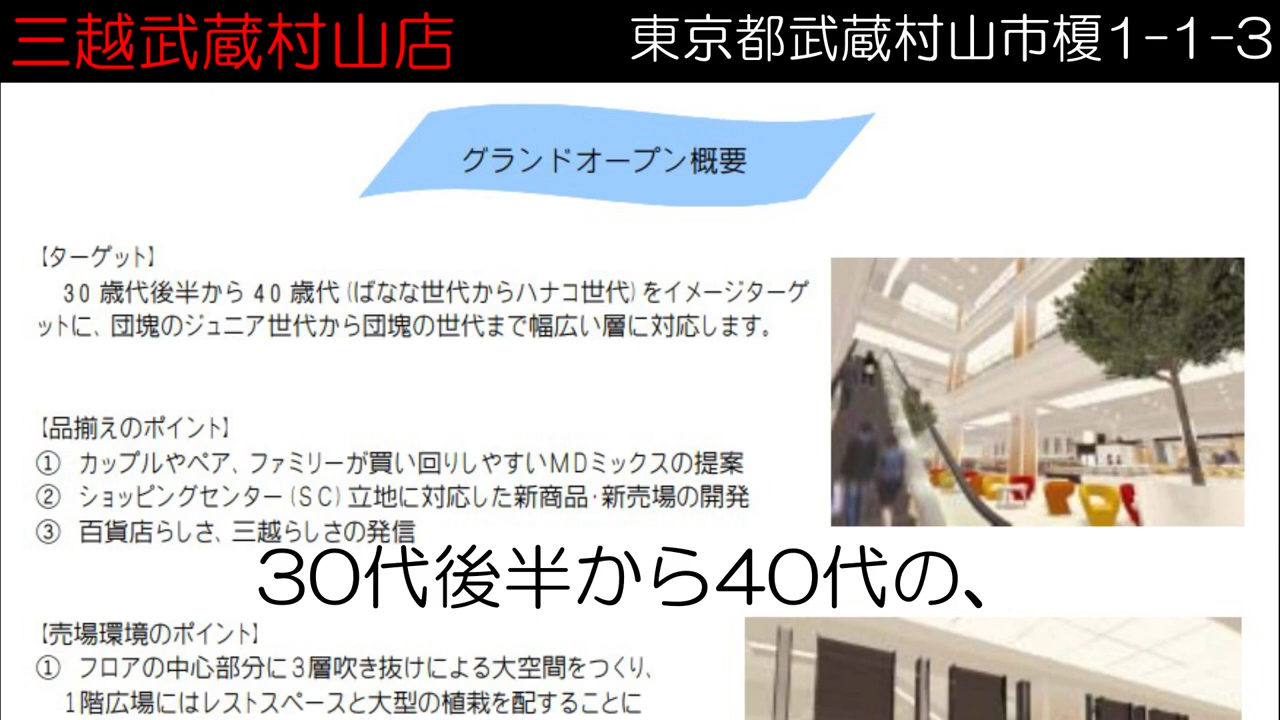 三越武蔵村山店
東京都武蔵村山市榎1-1-3
グランドオープン概要
【ターゲット】
30歳代後半から40歳代(ばなな世代からハナコ世代)をイメージターゲ
ットに、団塊のジュニア世代から団塊の世代まで幅広い層に対応します。
【品揃えのポイント】
① カップルやペア、ファミリーが買い回りしやすいMDミックスの提案
② ショッピングセンター(SC)立地に対応した新商品・新売場の開発
③ 百貨店らしさ、三越らしさの発信
30代後半から40代の、
【売場環境のポイント】
① フロアの中心部分に3層吹き抜けによる大空間をつくり、
1階広場にはレストスペースと大型の植栽を配することに